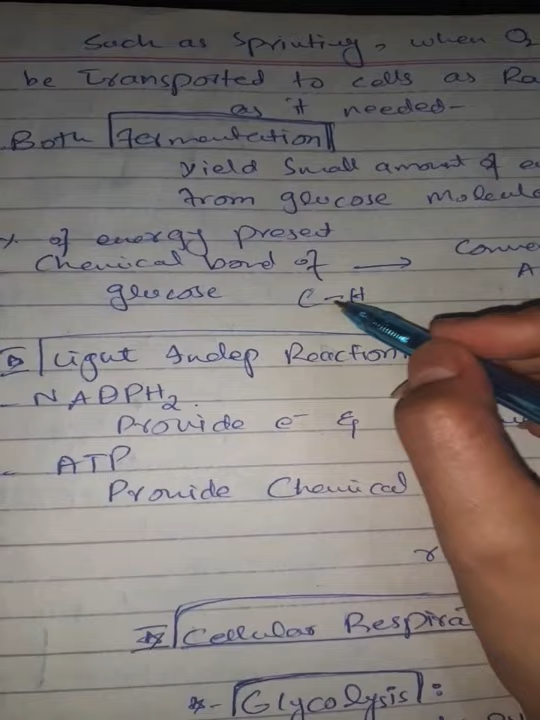 Such as Sprinting, when O2
be transported to cells as Ra
as it needed-
Both Fermentation
Yield Small amount of e
from glucose molecul
% of energy present
Chemical bond of → Conve
glucose C-H A
Light Indep Reaction
- NADPH2
Provide e- &
- ATP
Provide Chemical
r
Cellular Respira
*- Glycolysis: